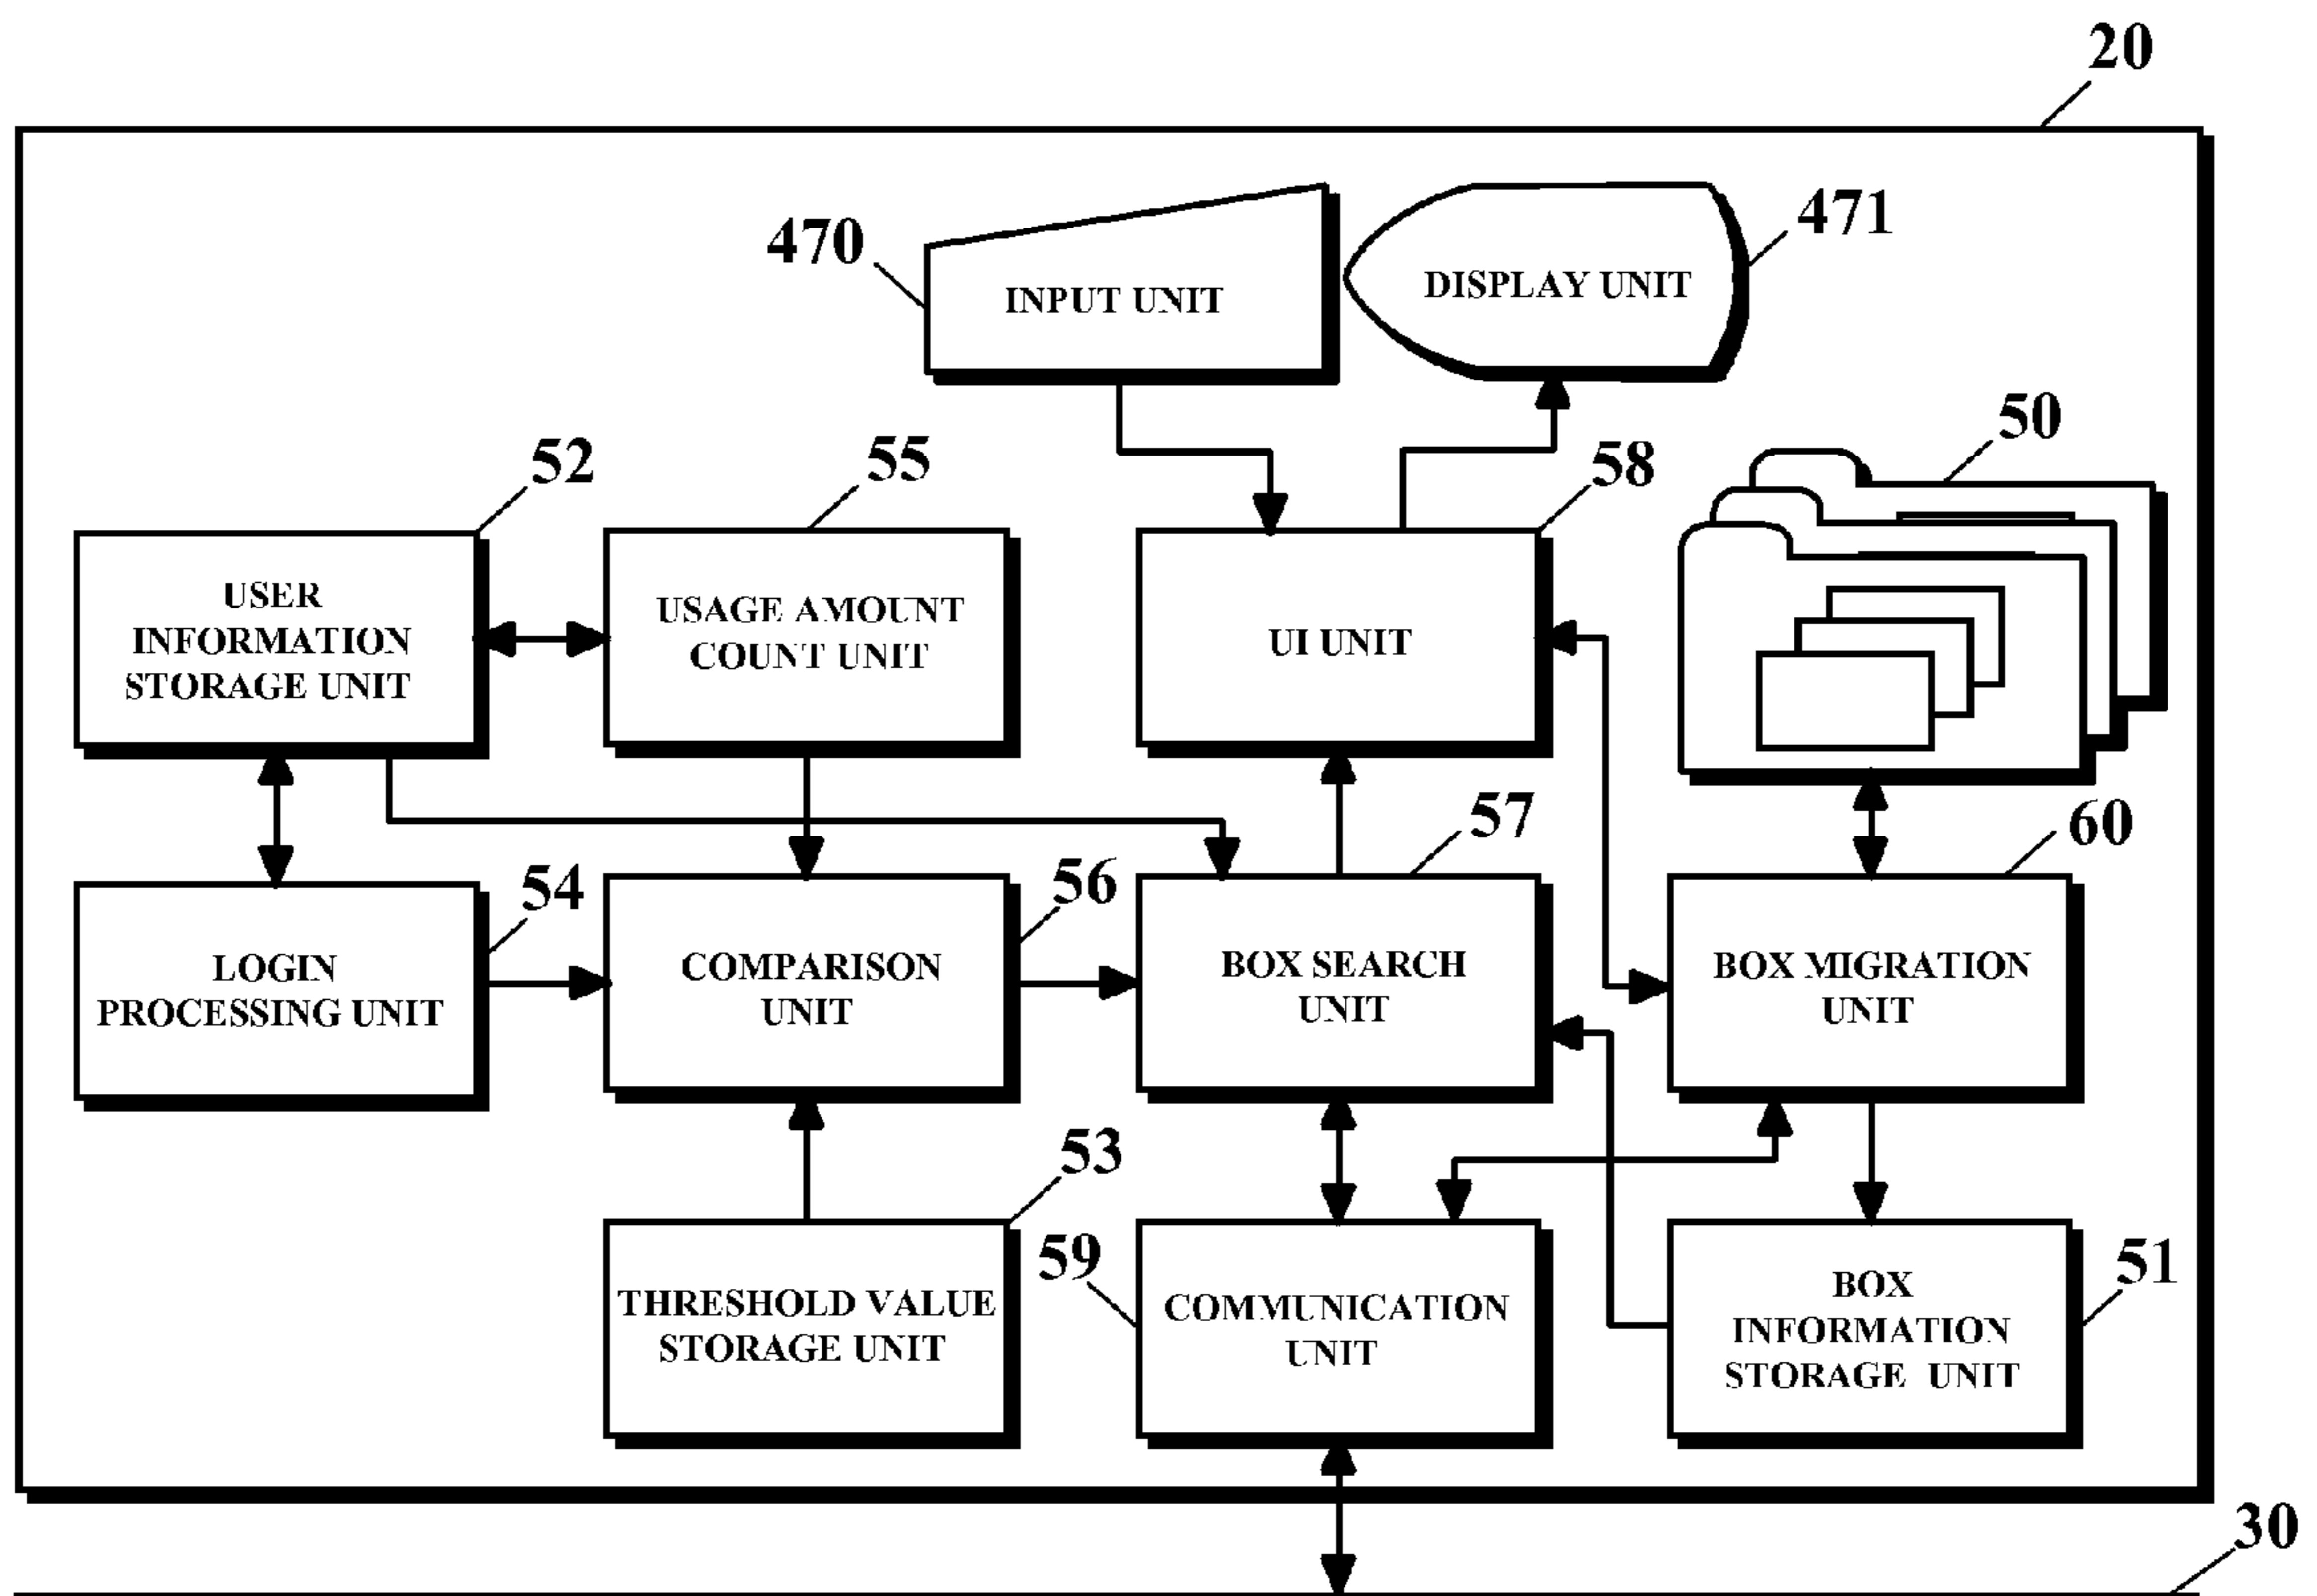 20
470
INPUT UNIT
DISPLAY UNIT
471
52
55
58
50
USER
INFORMATION
STORAGE UNIT
USAGE AMOUNT
COUNT UNIT
UI UNIT
57
60
54
56
LOGIN
PROCESSING UNIT
COMPARISON
UNIT
BOX SEARCH
UNIT
BOX MIGRATION
UNIT
53
59
51
THRESHOLD VALUE
STORAGE UNIT
COMMUNICATION
UNIT
BOX
INFORMATION
STORAGE UNIT
30